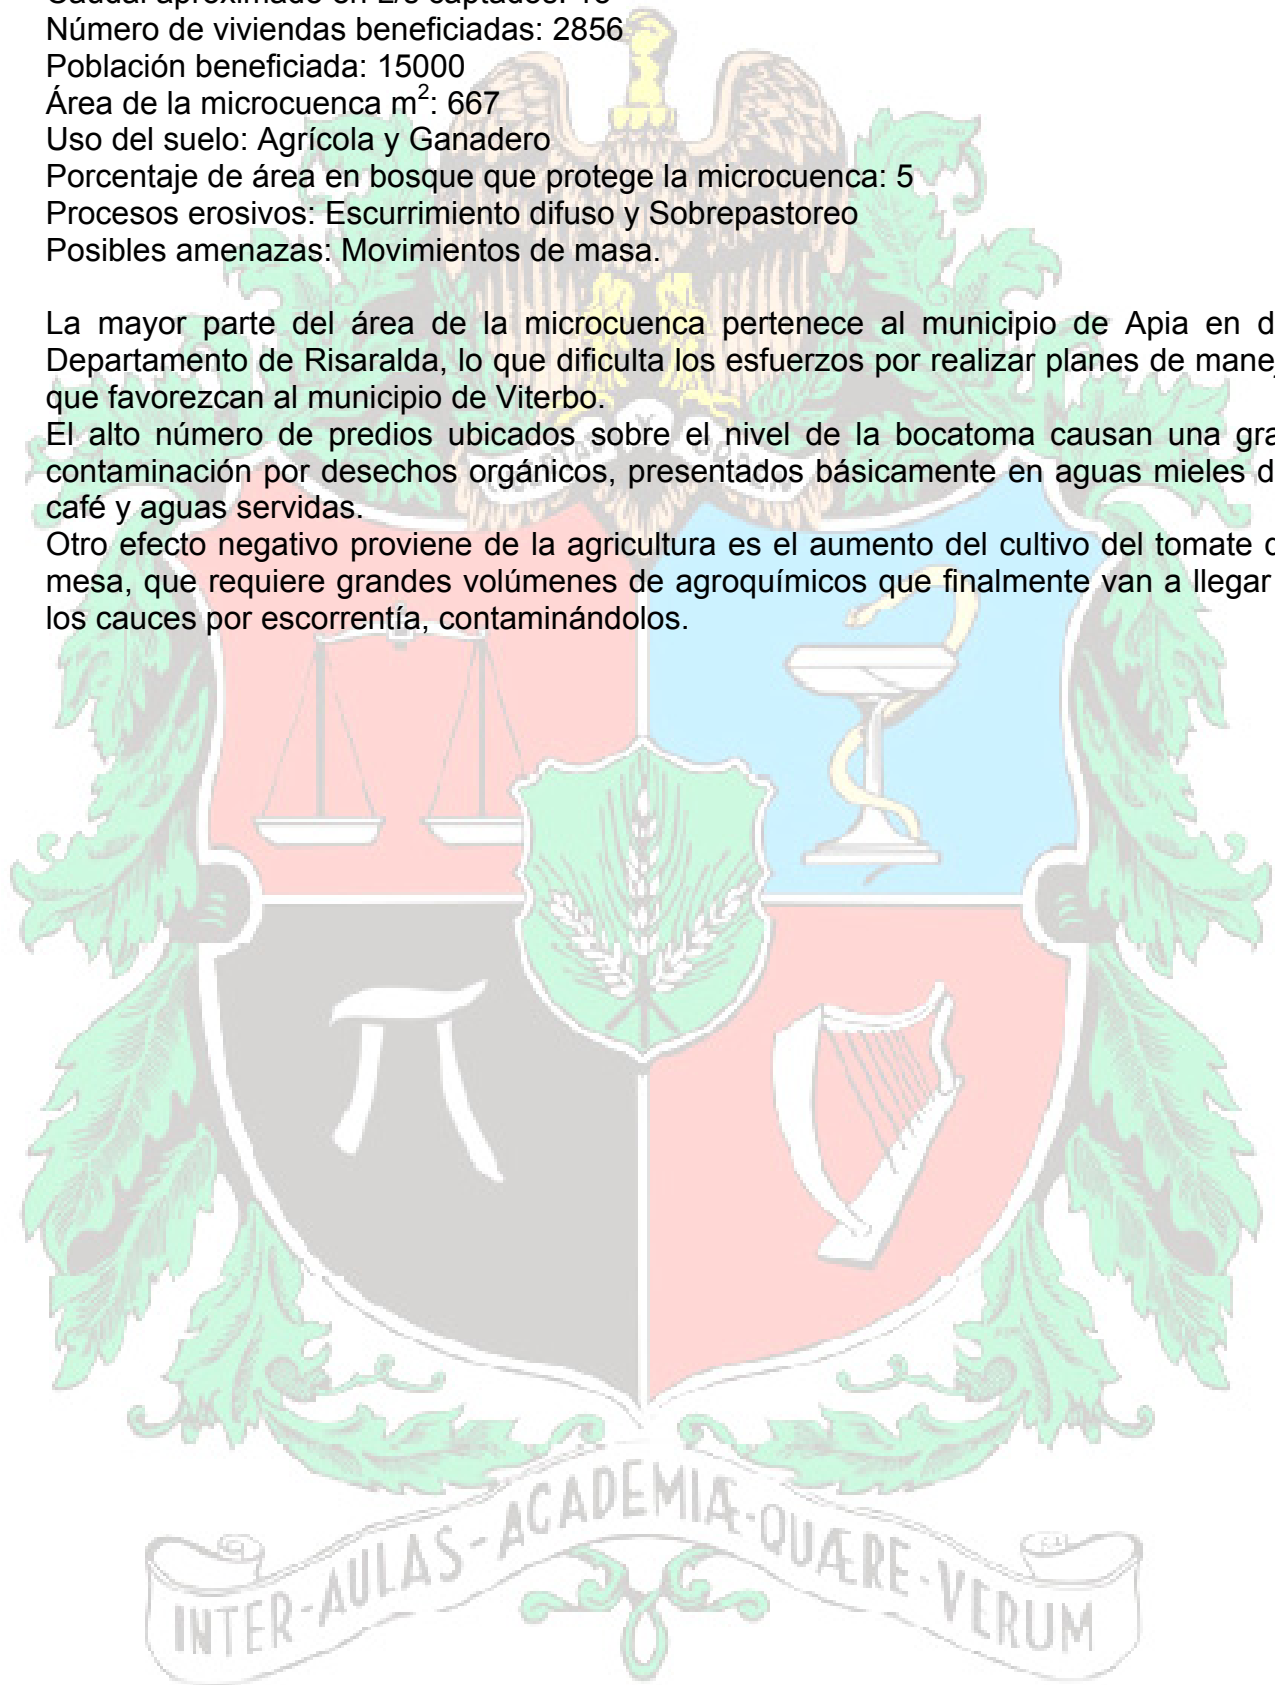 Número de viviendas beneficiadas: 2856
Población beneficiada: 15000
Área de la microcuenca m²: 667
Uso del suelo: Agrícola y Ganadero
Porcentaje de área en bosque que protege la microcuenca: 5
Procesos erosivos: Escurrimiento difuso y Sobrepastoreo
Posibles amenazas: Movimientos de masa.
La mayor parte del área de la microcuenca pertenece al municipio de Apia en d
Departamento de Risaralda, lo que dificulta los esfuerzos por realizar planes de manej
que favorezcan al municipio de Viterbo.
El alto número de predios ubicados sobre el nivel de la bocatoma causan una gra
contaminación por desechos orgánicos, presentados básicamente en aguas mieles d
café y aguas servidas.
Otro efecto negativo proviene de la agricultura es el aumento del cultivo del tomate d
mesa, que requiere grandes volúmenes de agroquímicos que finalmente van a llegar
los cauces por escorrentía, contaminándolos.
INTER-AULAS-ACADEMIÆ-QUÆRE-VERUM